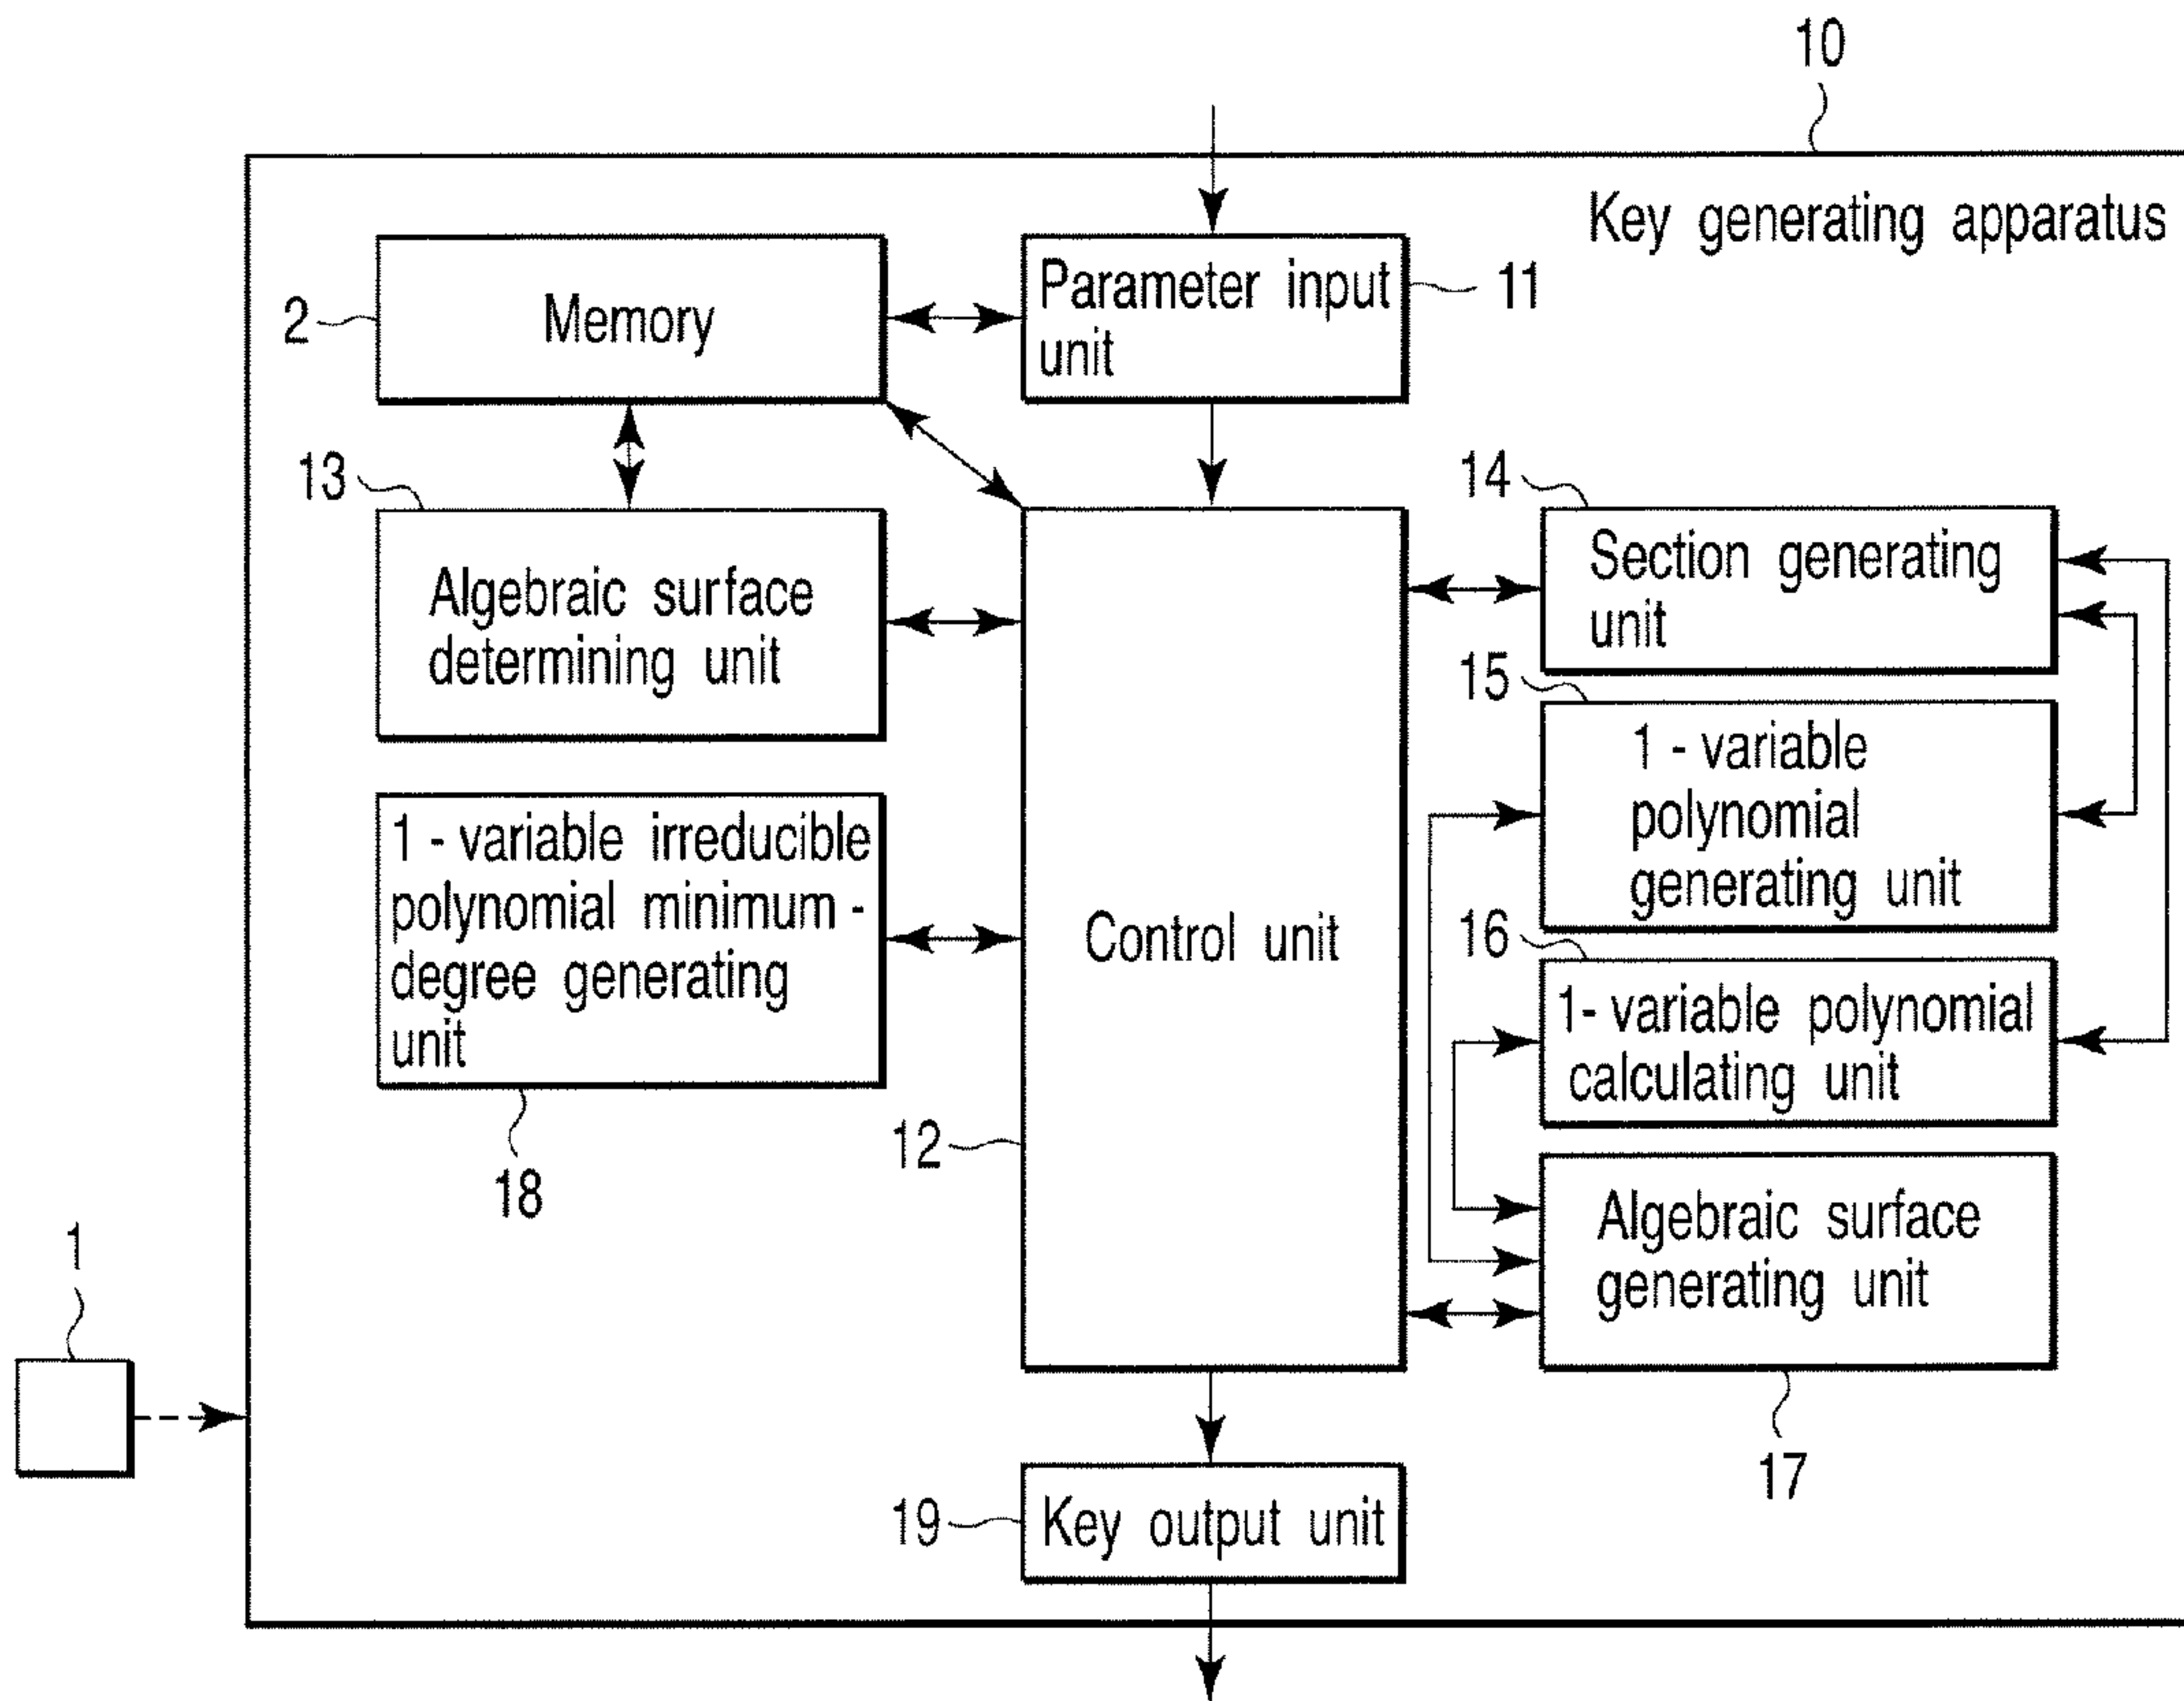 10
Key generating apparatus
2
Memory
Parameter input
unit
11
13
Algebraic surface
determining unit
14
Section generating
unit
15
1 - variable
polynomial
generating unit
1 - variable irreducible
polynomial minimum -
degree generating
unit
18
Control unit
12
16
1- variable polynomial
calculating unit
Algebraic surface
generating unit
17
1
19
Key output unit